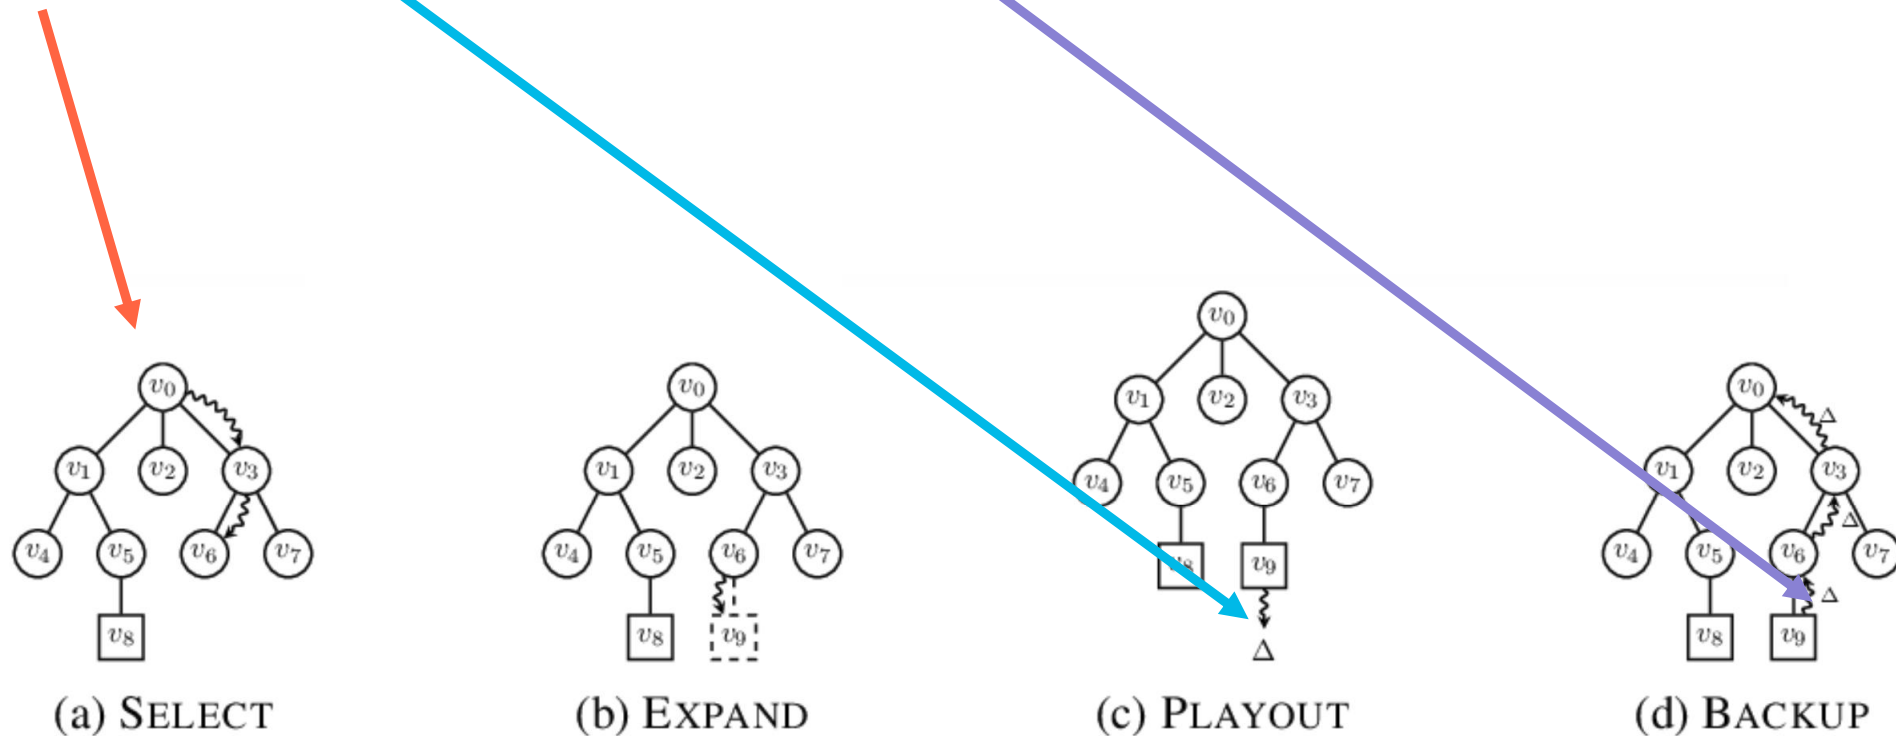 v0
v1 v2 v3
v4 v5 v6 v7
v8
(a) SELECT
v0
v1 v2 v3
v4 v5 v6 v7
v8 v9
(b) EXPAND
v0
v1 v2 v3
v4 v5 v6 v7
v8 v9
Δ
(c) PLAYOUT
v0
Δ
v1 v2 v3
Δ
v4 v5 v6 v7
Δ
v8 v9
(d) BACKUP